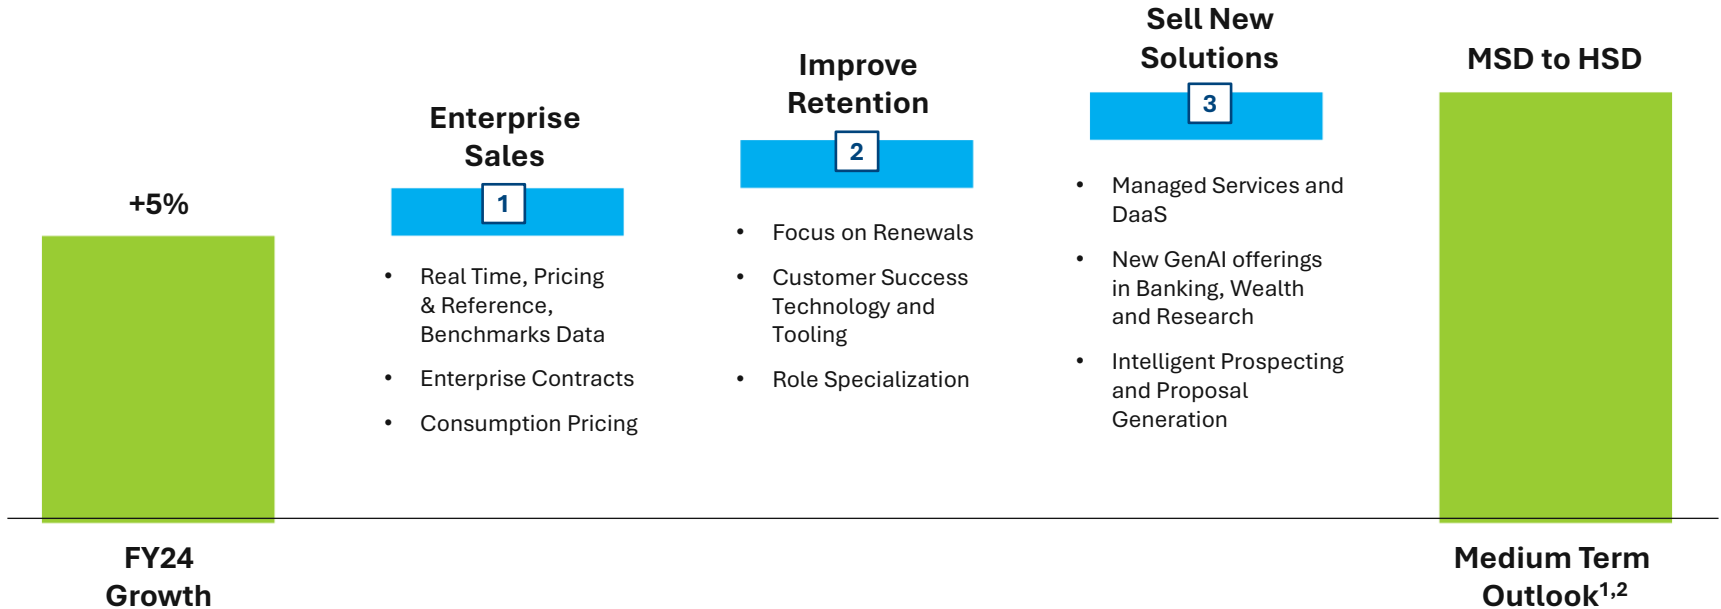 +5%
FY24
Growth
Enterprise
Sales
1
• Real Time, Pricing
& Reference,
Benchmarks Data
• Enterprise Contracts
• Consumption Pricing
Improve
Retention
2
• Focus on Renewals
• Customer Success
Technology and
Tooling
• Role Specialization
Sell New
Solutions
3
• Managed Services and
DaaS
• New GenAI offerings
in Banking, Wealth
and Research
• Intelligent Prospecting
and Proposal
Generation
MSD to HSD
Medium Term
Outlook¹,²